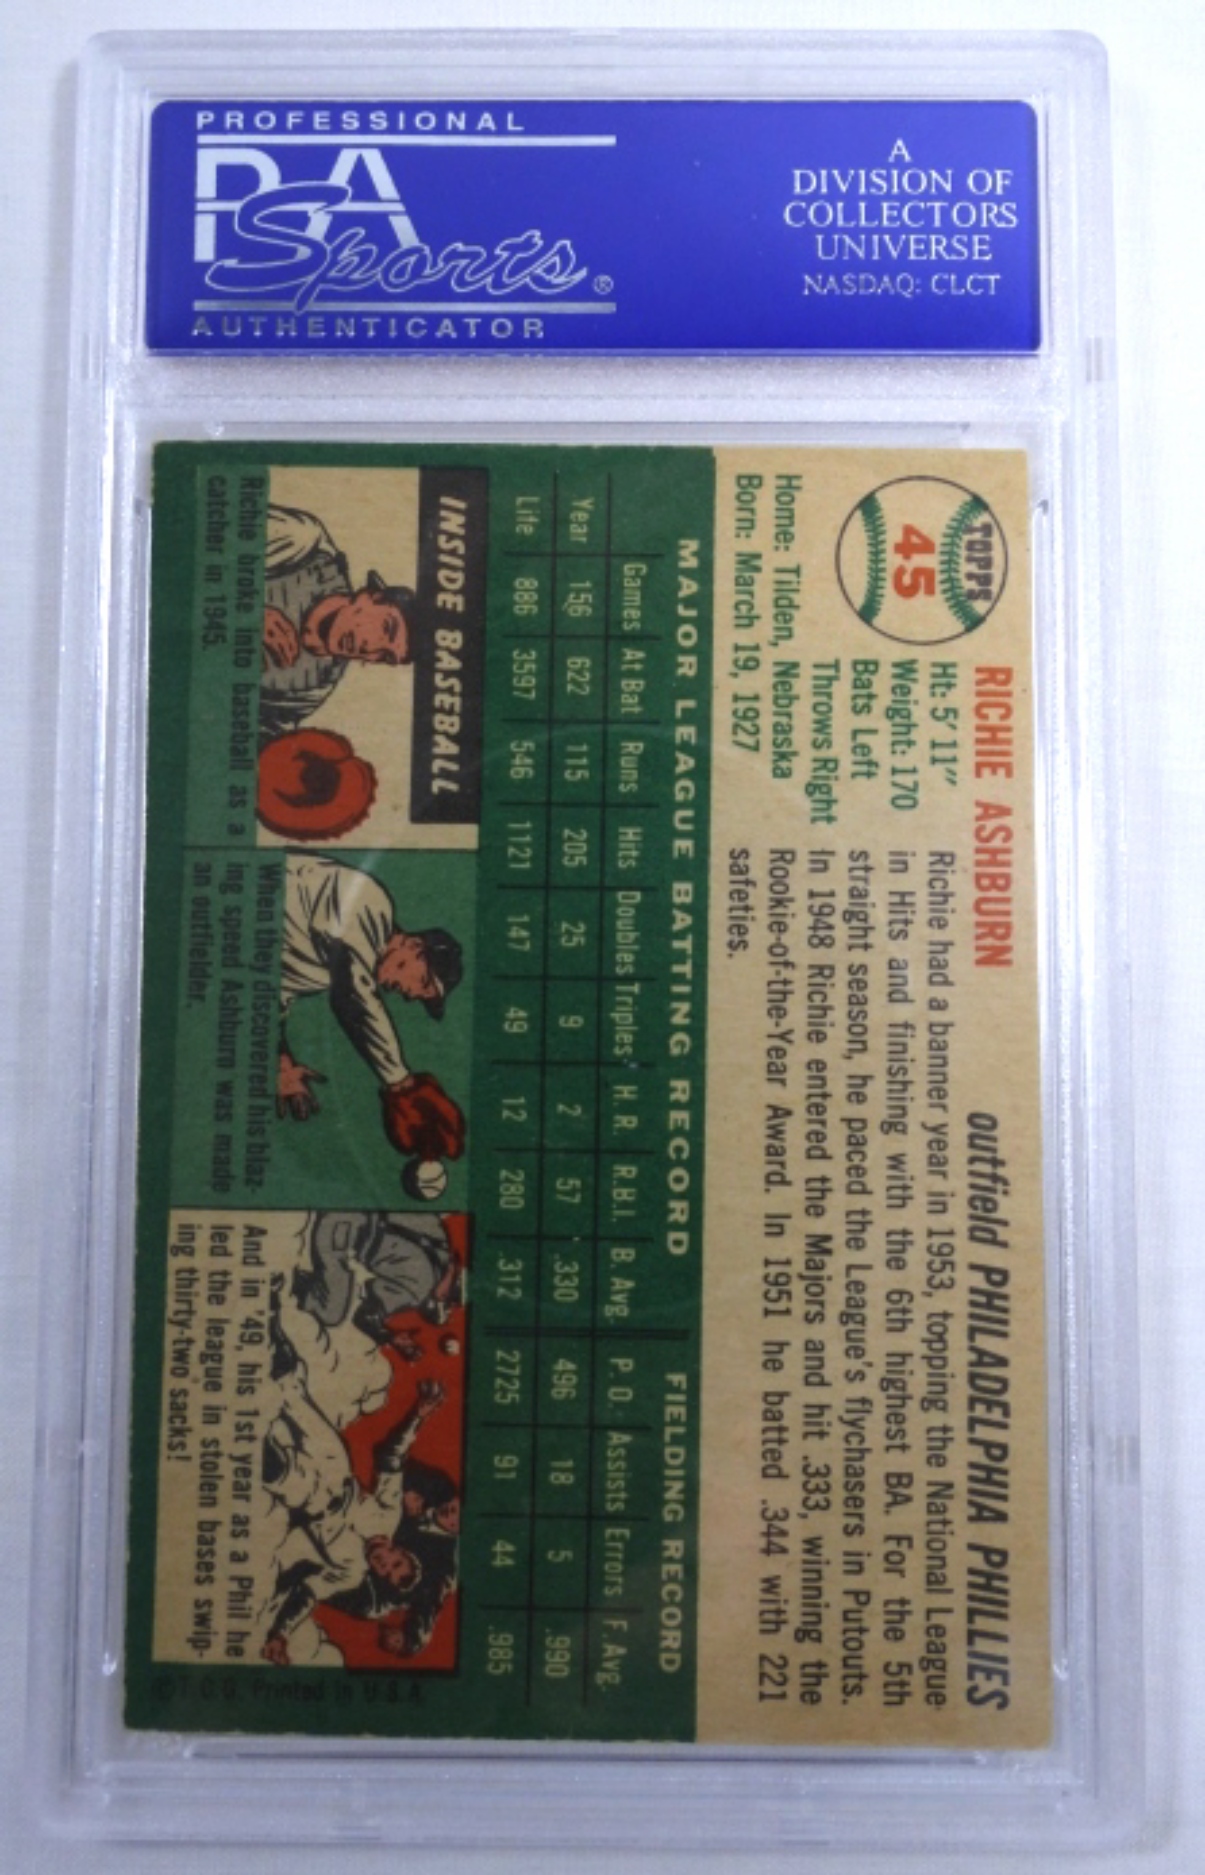 PROFESSIONAL
PSA
Sports®
AUTHENTICATOR
A
DIVISION OF
COLLECTORS
UNIVERSE
NASDAQ: CLCT
TOPPS
45
RICHIE ASHBURN
outfield PHILADELPHIA PHILLIES
Ht: 5' 11"
Weight: 170
Bats Left
Throws Right
Home: Tilden, Nebraska
Born: March 19, 1927
Richie had a banner year in 1953, topping the National League
in Hits and finishing with the 6th highest BA. For the 5th
straight season, he paced the League's flychasers in Putouts.
In 1948 Richie entered the Majors and hit .333, winning the
Rookie-of-the-Year Award. In 1951 he batted .344 with 221
safeties.
MAJOR LEAGUE BATTING RECORD FIELDING RECORD
Games At Bat Runs Hits Doubles Triples H. R. R.B.I. B. Avg. P. O. Assists Errors F. Avg.
Year 156 622 115 205 25 9 2 57 .330 496 18 5 .990
Life 886 3597 546 1121 147 49 12 280 .312 2725 91 44 .985
INSIDE BASEBALL
Richie broke into baseball as a
catcher in 1945.
When they discovered his blaz-
ing speed Ashburn was made
an outfielder.
And in '49, his 1st year as a Phil he
led the league in stolen bases swip-
ing thirty-two sacks!
©T.C.G. Printed in U.S.A.